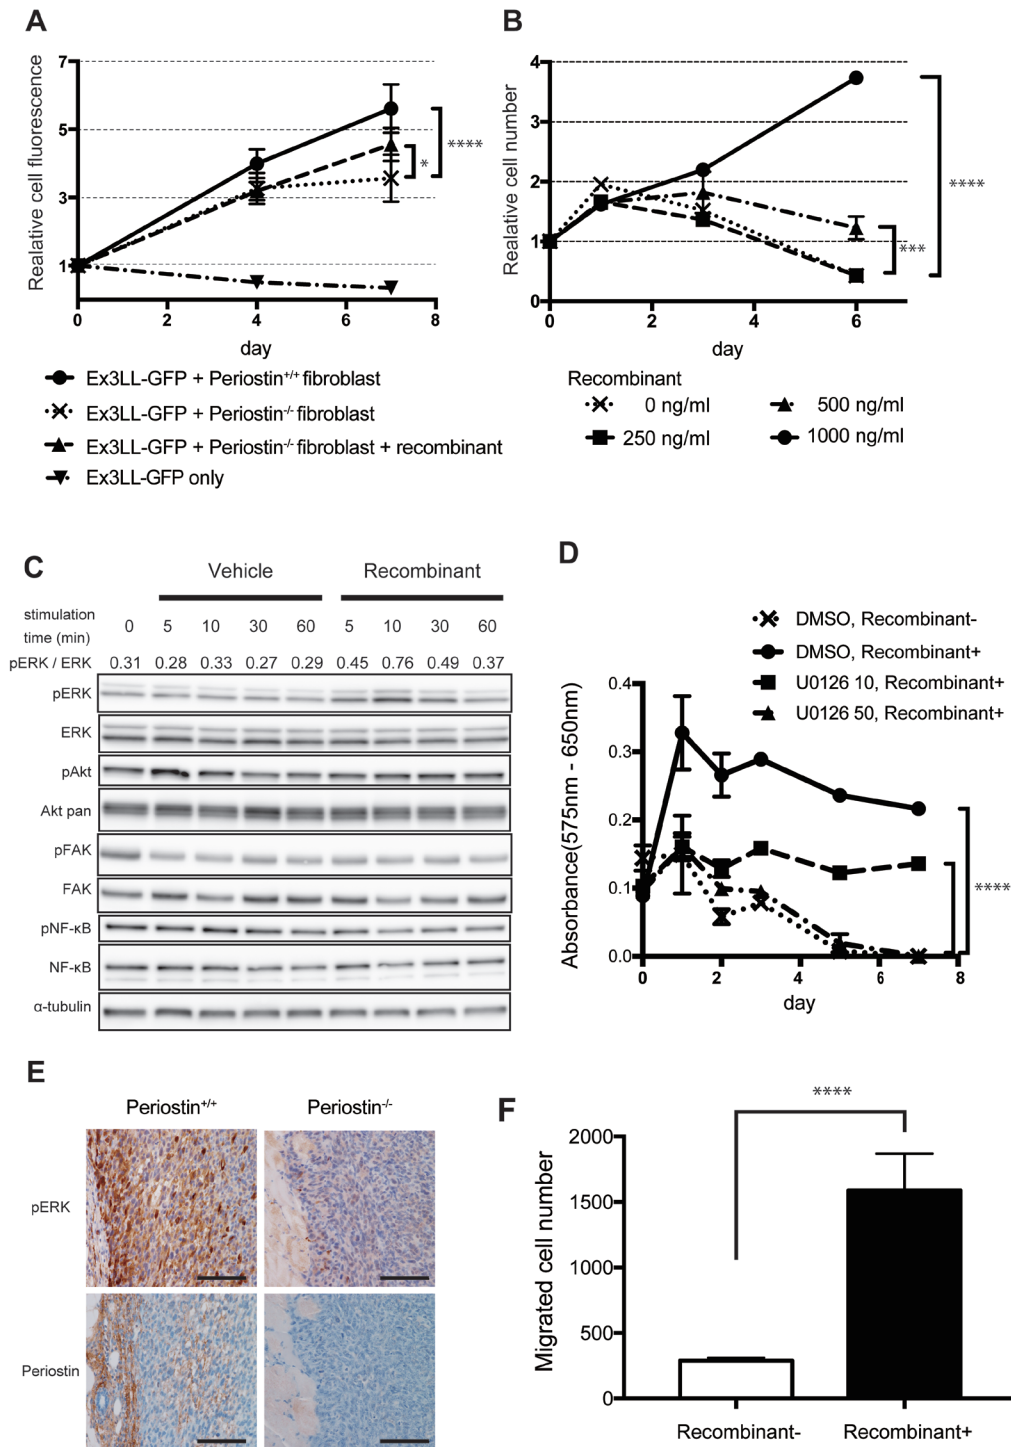 A
Realative cell fluorescence
7
5
3
1
0
2
4
6
8
day
****
*
Ex3LL-GFP + Periostin+/+ fibroblast
Ex3LL-GFP + Periostin-/- fibroblast
Ex3LL-GFP + Periostin-/- fibroblast + recombinant
Ex3LL-GFP only
B
Realative cell number
4
3
2
1
0
0
2
4
6
day
****
***
Recombinant
0 ng/ml
250 ng/ml
500 ng/ml
1000 ng/ml
C
Vehicle
Recombinant
stimulation time (min)
0 5 10 30 60 5 10 30 60
pERK / ERK 0.31 0.28 0.33 0.27 0.29 0.45 0.76 0.49 0.37
pERK
ERK
pAkt
Akt pan
pFAK
FAK
pNF-κB
NF-κB
α-tubulin
D
DMSO, Recombinant-
DMSO, Recombinant+
U0126 10, Recombinant+
U0126 50, Recombinant+
Absorbance(575nm - 650nm)
0.4
0.3
0.2
0.1
0.0
0
2
4
6
8
day
****
E
Periostin+/+
Periostin-/-
pERK
Periostin
F
****
Migrated cell number
2000
1500
1000
500
0
Recombinant-
Recombinant+